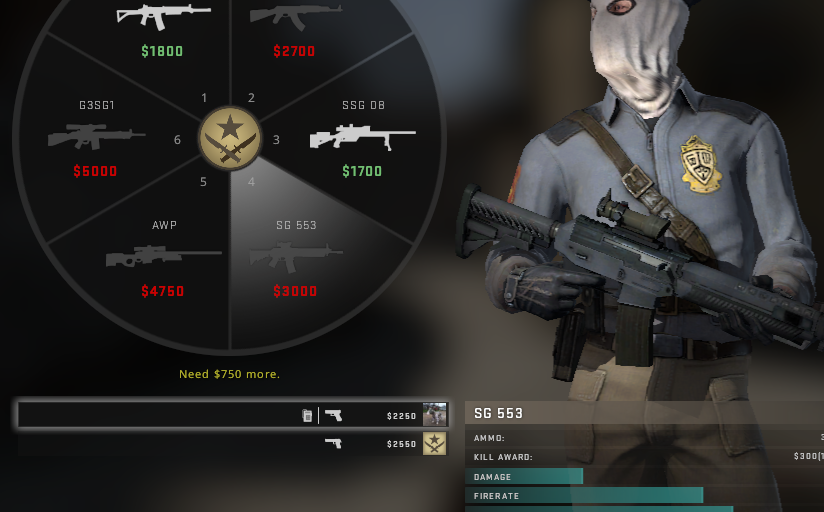 $1800
$2700
1
2
G3SG1
SSG 08
6
3
$5000
$1700
5
4
AWP
SG 553
$4750
$3000
Need $750 more.
$2250
$2550
SG 553
AMMO:
KILL AWARD:
$300(1
DAMAGE
FIRERATE